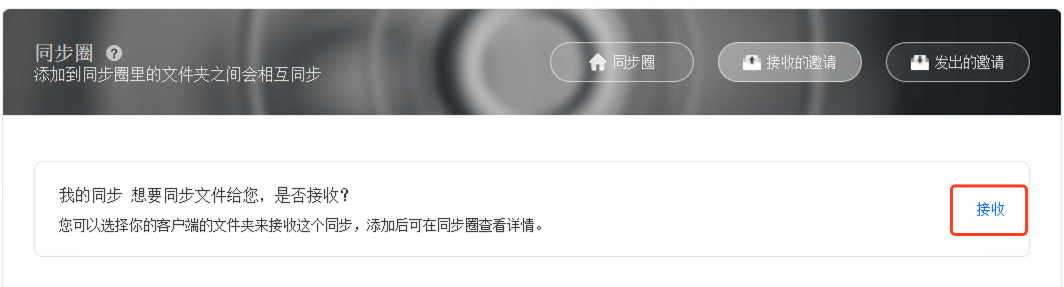 同步圈 ?
添加到同步圈里的文件夹之间会相互同步
同步圈
接收的邀请
发出的邀请
我的同步 想要同步文件给您，是否接收？
您可以选择你的客户端的文件夹来接收这个同步，添加后可在同步圈查看详情。
接收